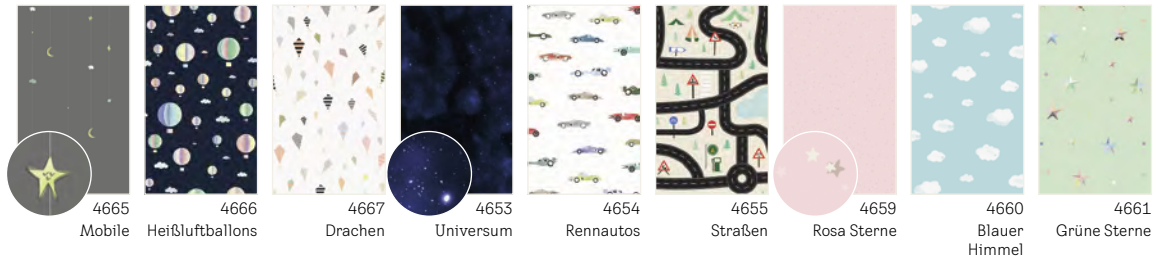 4665
Mobile
4666
Heißluftballons
4667
Drachen
4653
Universum
4654
Rennautos
4655
Straßen
4659
Rosa Sterne
4660
Blauer
Himmel
4661
Grüne Sterne